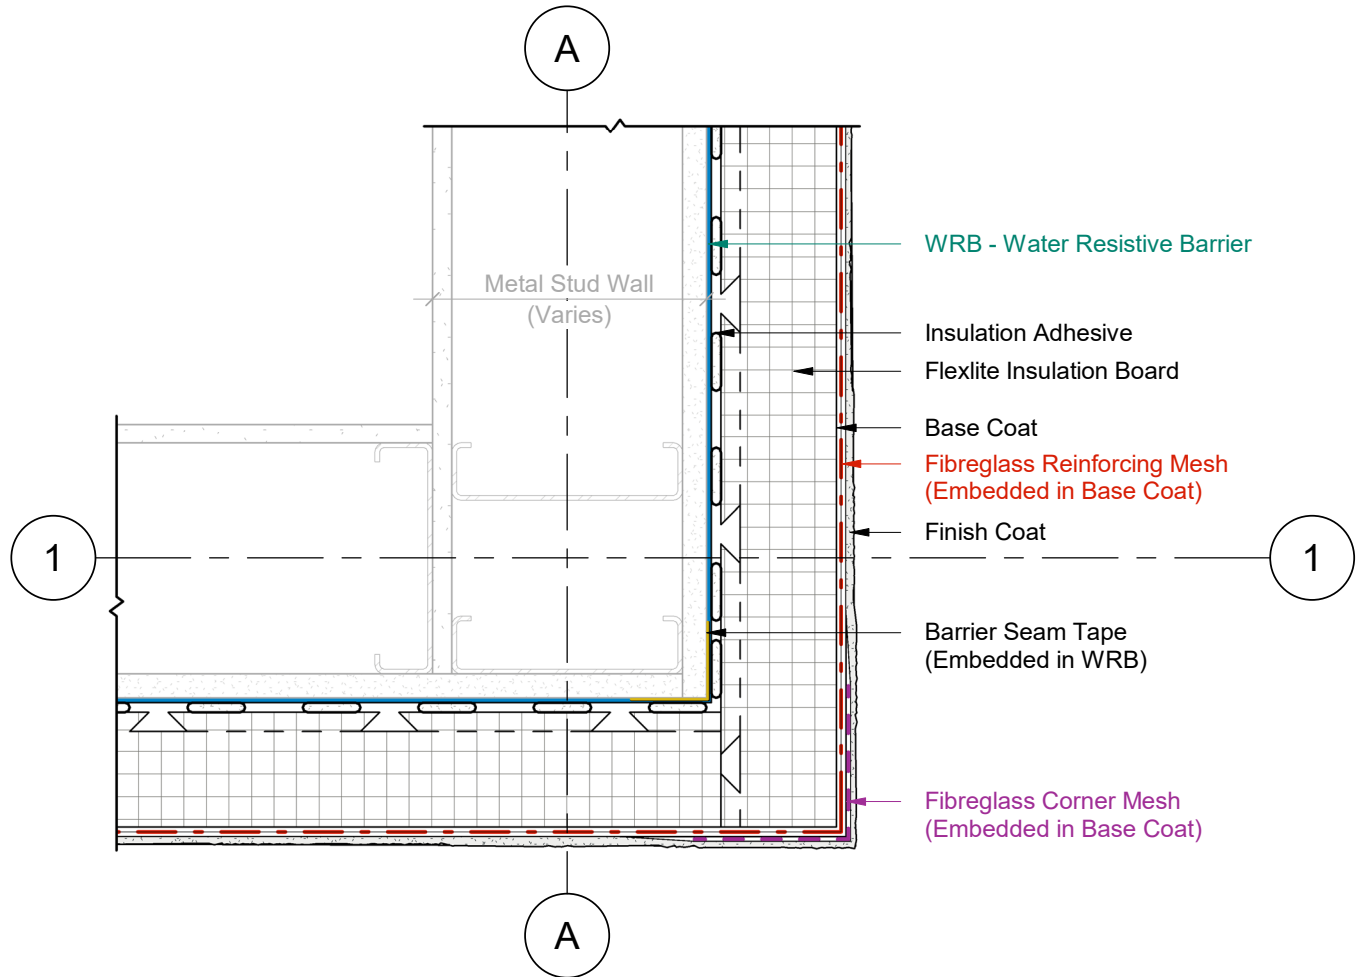 A
WRB - Water Resistive Barrier
Metal Stud Wall
(Varies)
Insulation Adhesive
Flexlite Insulation Board
Base Coat
Fibreglass Reinforcing Mesh
(Embedded in Base Coat)
Finish Coat
1
1
Barrier Seam Tape
(Embedded in WRB)
Fibreglass Corner Mesh
(Embedded in Base Coat)
A